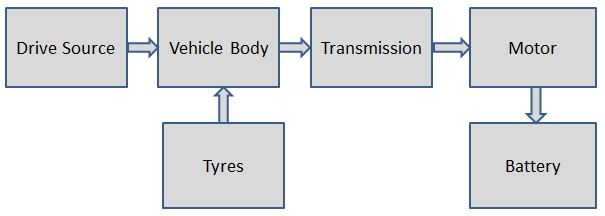 Drive Source
Vehicle Body
Transmission
Motor
Tyres
Battery